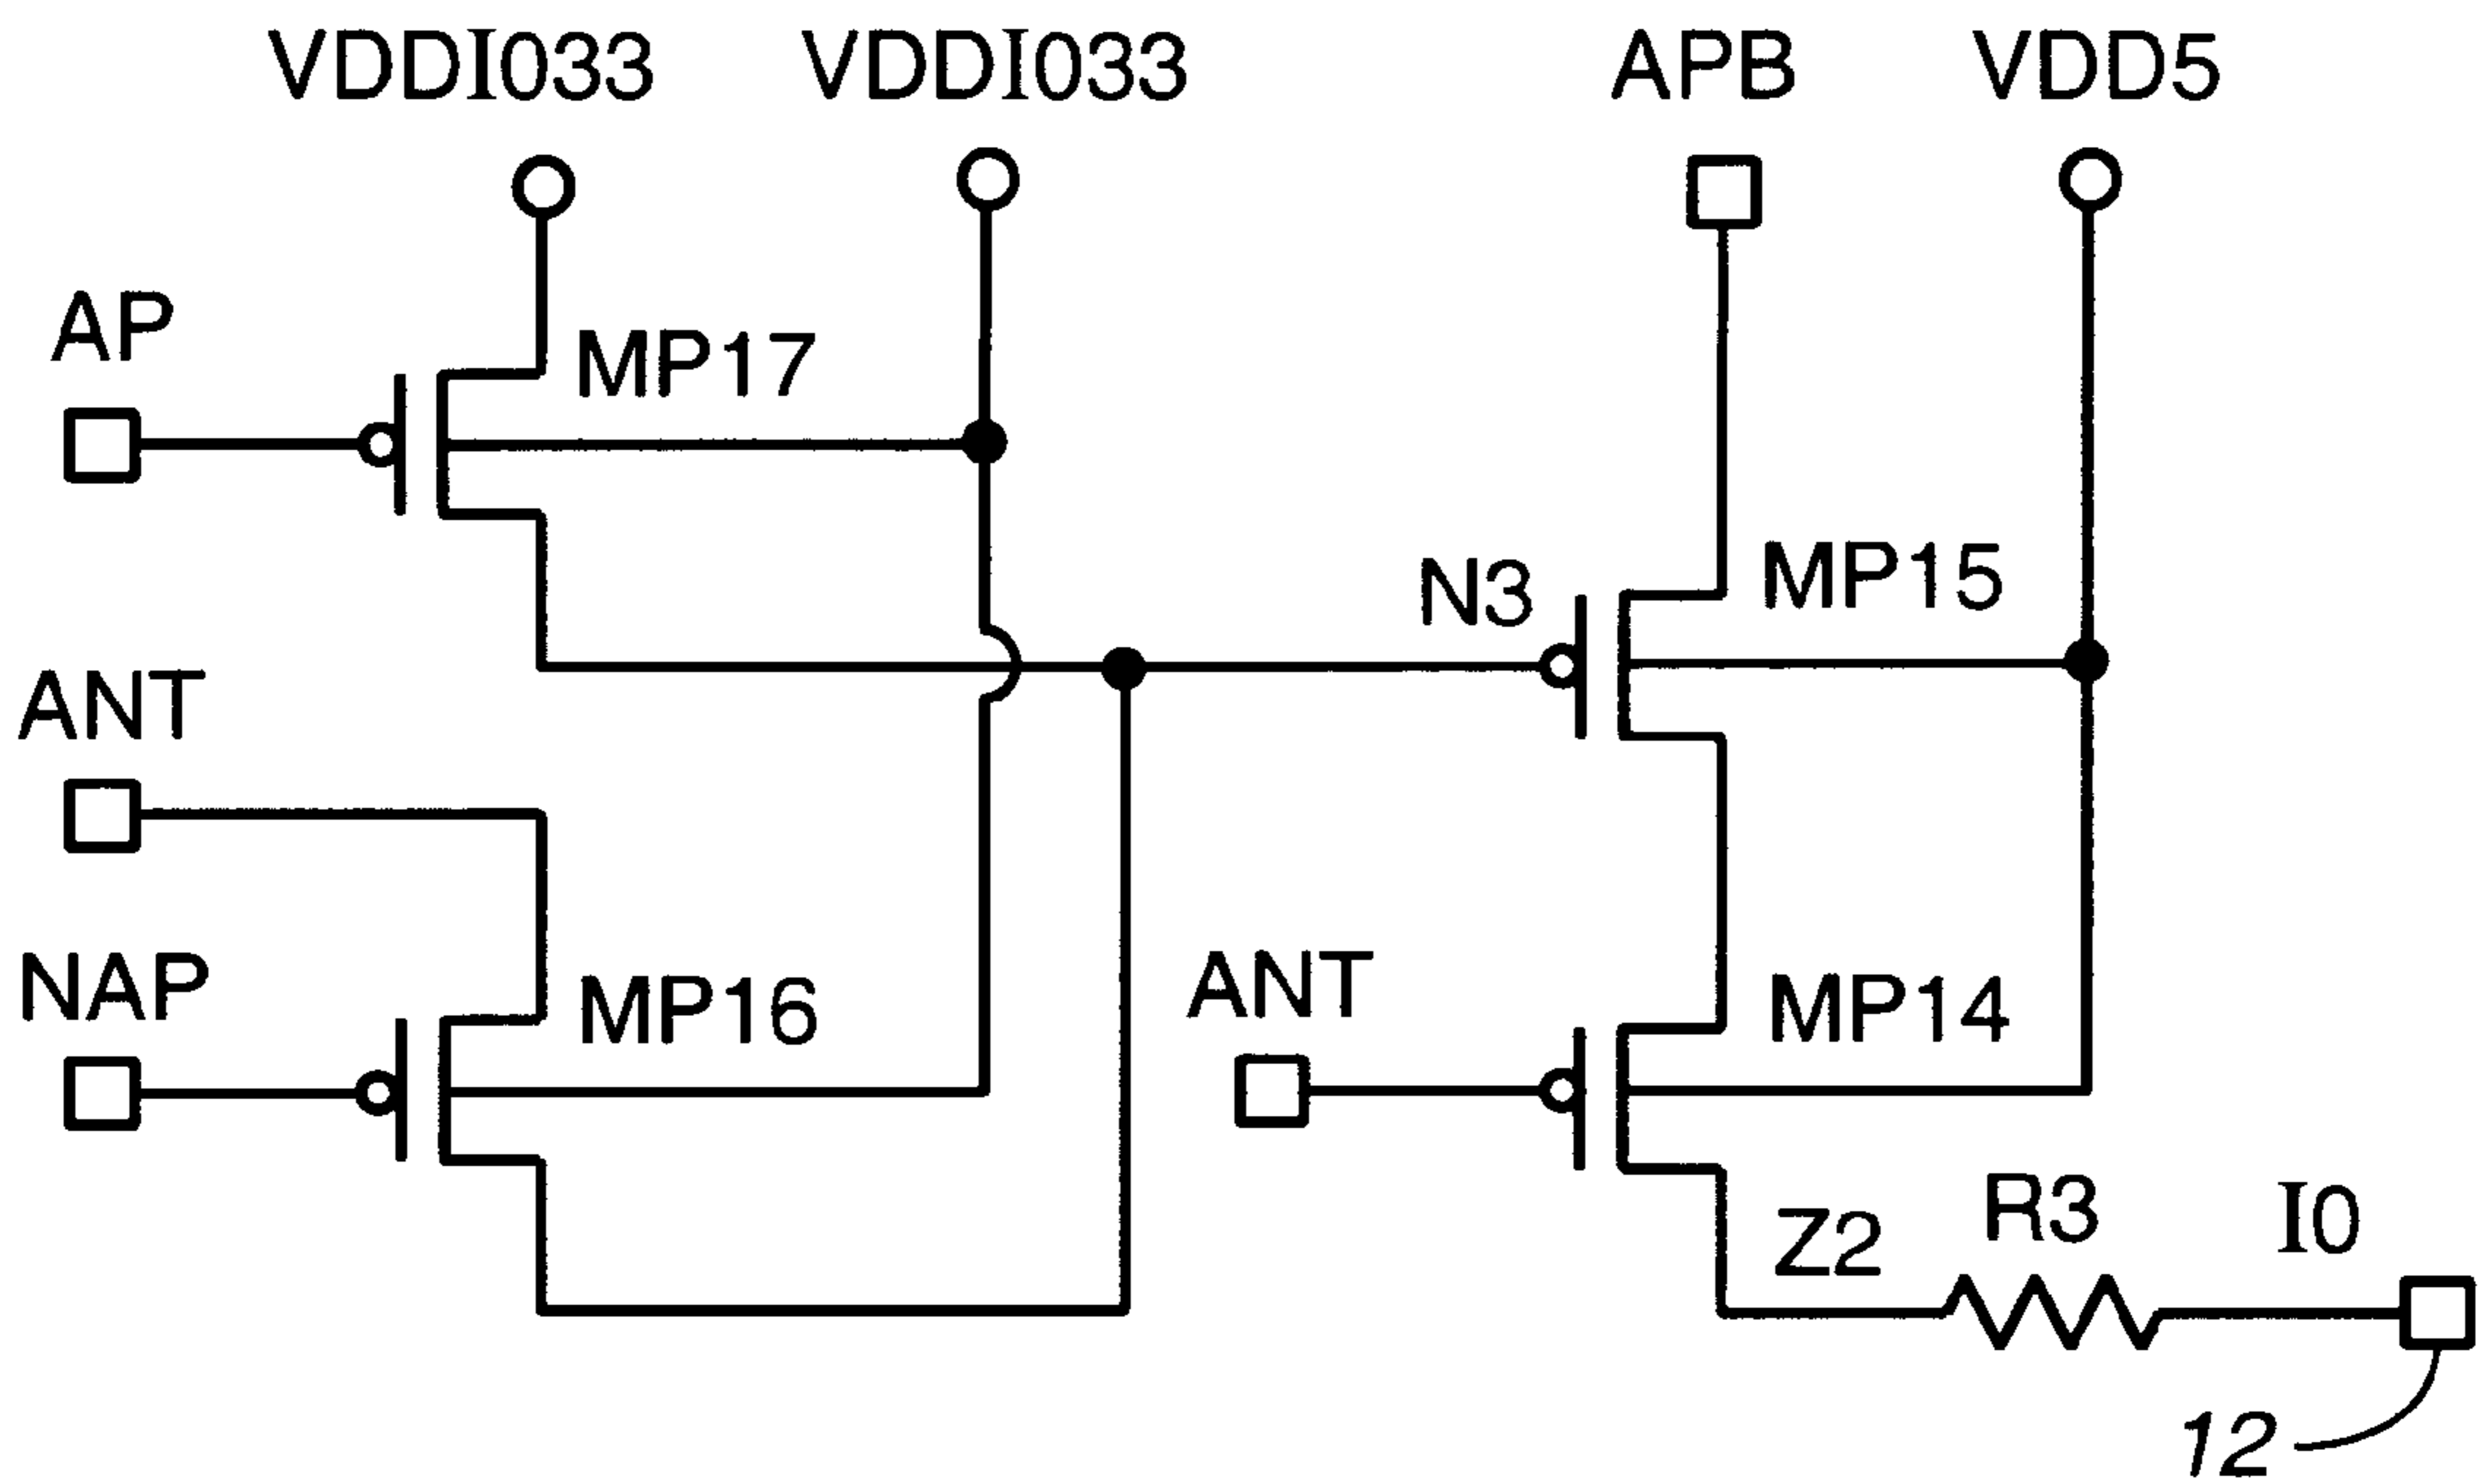 VDDI033
VDDI033
APB
VDD5
AP
MP17
N3
MP15
ANT
NAP
MP16
ANT
MP14
Z2
R3
I0
12